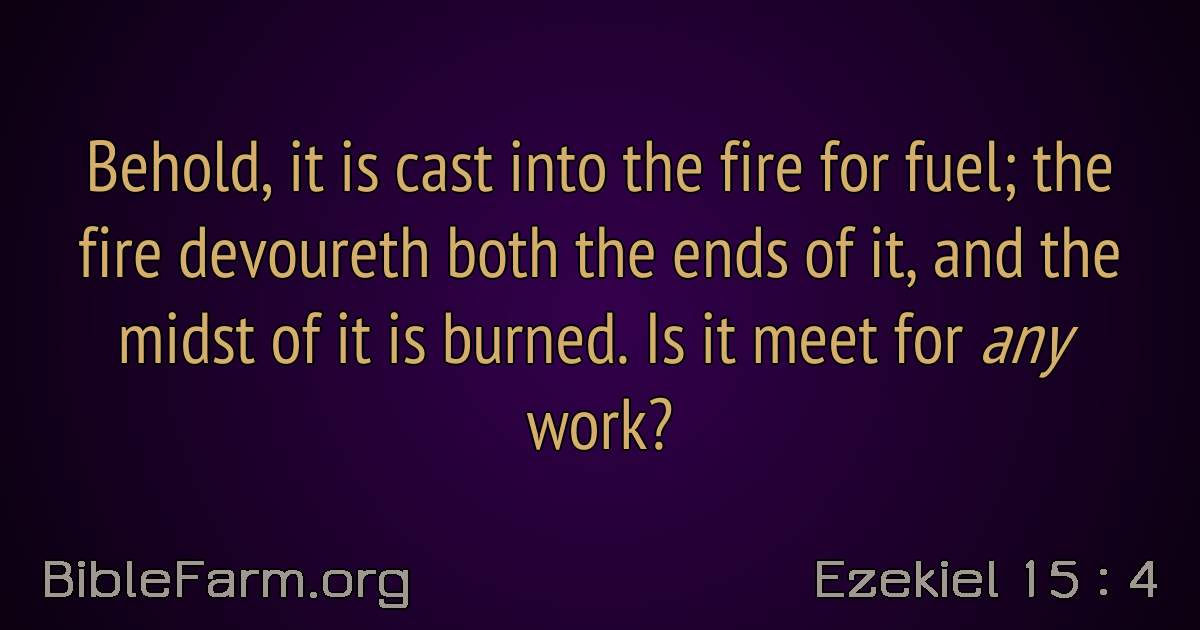 Behold, it is cast into the fire for fuel; the
fire devoureth both the ends of it, and the
midst of it is burned. Is it meet for any
work?
BibleFarm.org
Ezekiel 15 : 4